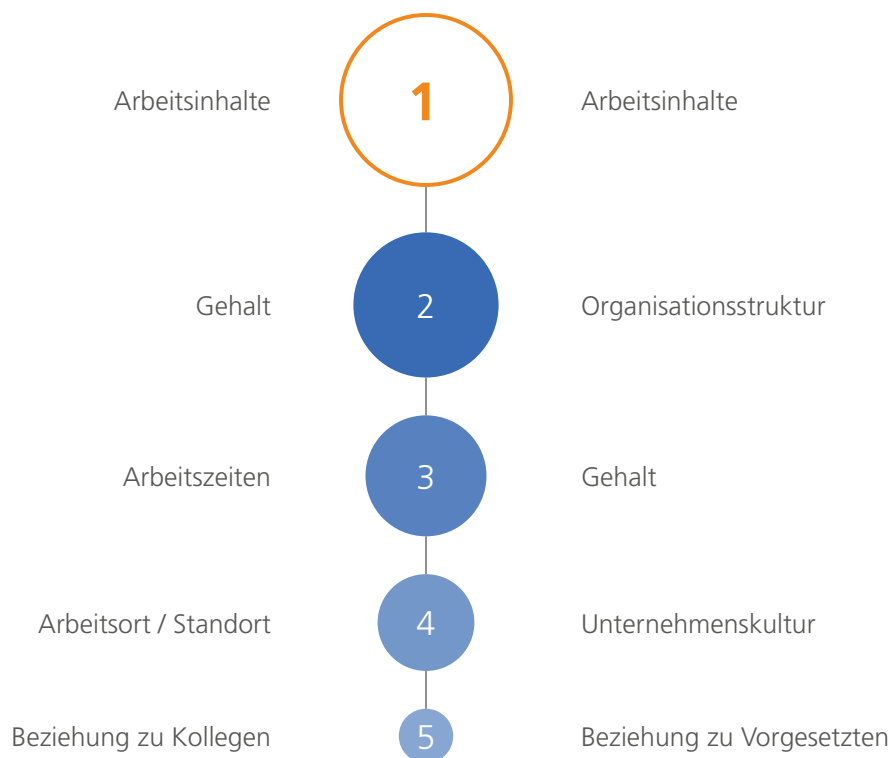 Arbeitsinhalte 1 Arbeitsinhalte
Gehalt 2 Organisationsstruktur
Arbeitszeiten 3 Gehalt
Arbeitsort / Standort 4 Unternehmenskultur
Beziehung zu Kollegen 5 Beziehung zu Vorgesetzten